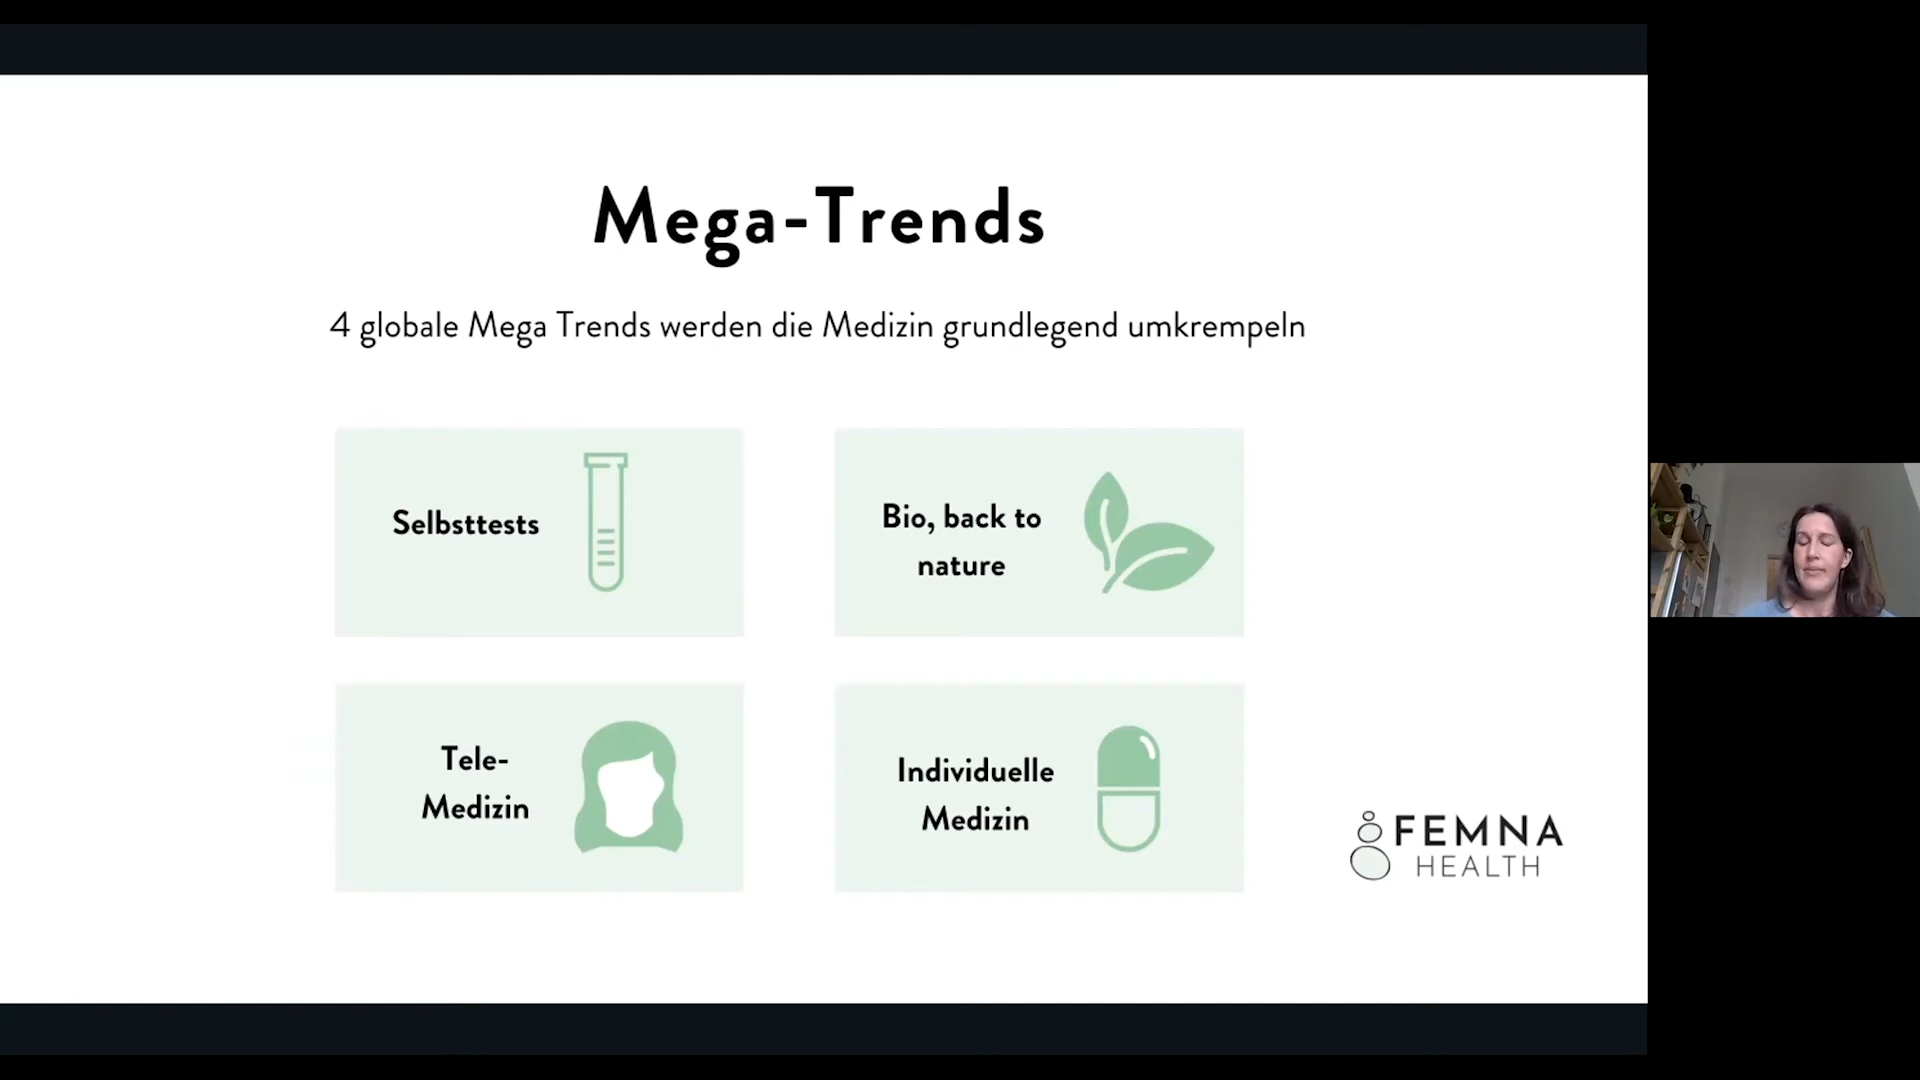 Mega-Trends
4 globale Mega Trends werden die Medizin grundlegend umkrempeln
Selbsttests
Bio, back to
nature
Tele-
Medizin
Individuelle
Medizin
FEMNA
HEALTH